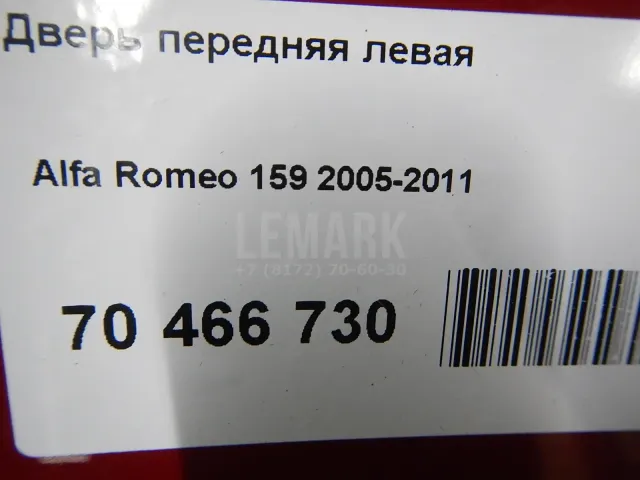 Дверь передняя левая
Alfa Romeo 159 2005-2011
LEMARK
+7 (8172) 20-60-30
70 466 730